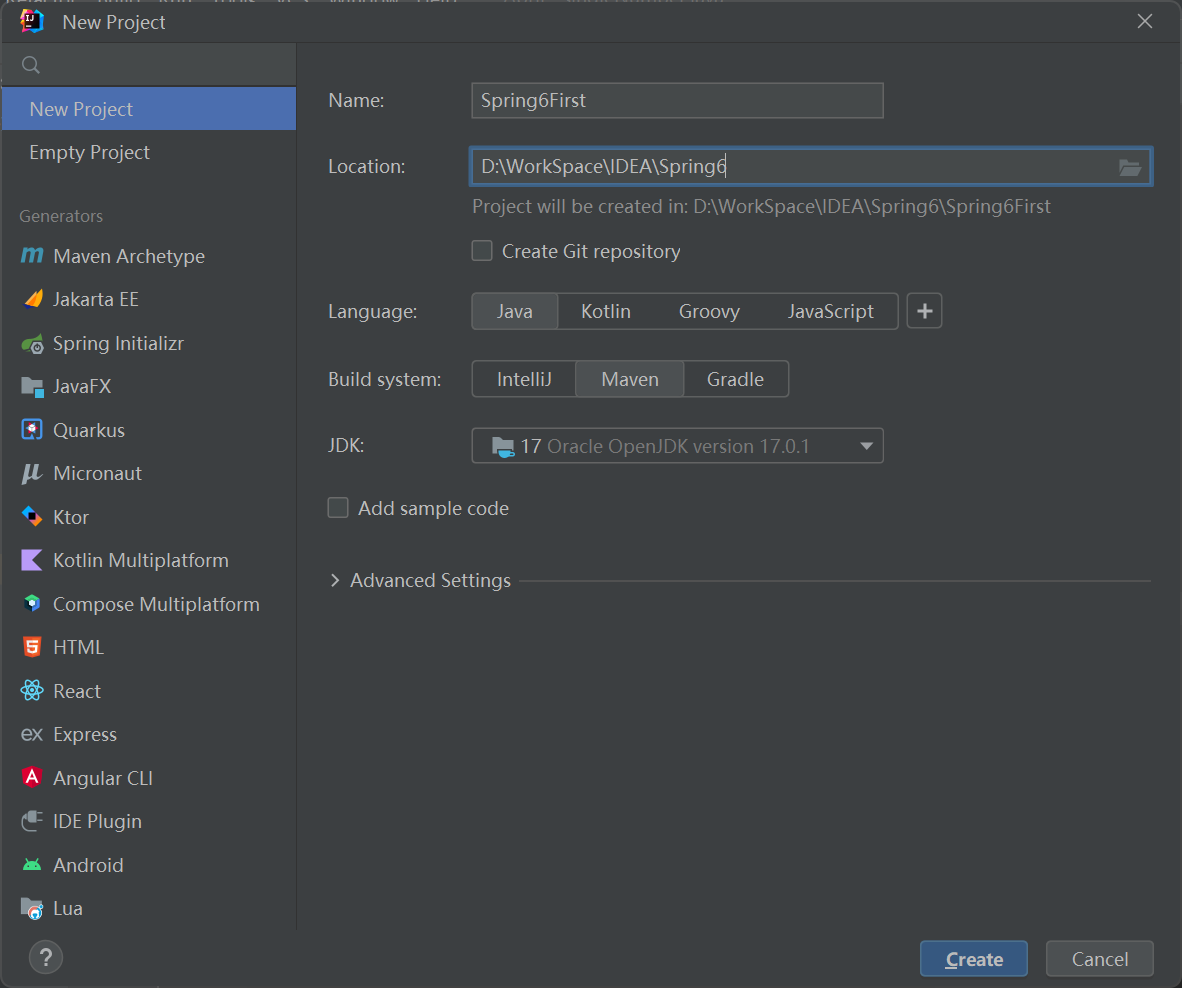 New Project
New Project
Empty Project
Generators
Maven Archetype
Jakarta EE
Spring Initializr
JavaFX
Quarkus
Micronaut
Ktor
Kotlin Multiplatform
Compose Multiplatform
HTML
React
ex Express
Angular CLI
IDE Plugin
Android
Lua
Name: Spring6First
Location: D:\WorkSpace\IDEA\Spring6
Project will be created in: D:\WorkSpace\IDEA\Spring6\Spring6First
Create Git repository
Language: Java Kotlin Groovy JavaScript +
Build system: IntelliJ Maven Gradle
JDK: 17 Oracle OpenJDK version 17.0.1
Add sample code
Advanced Settings
? Create Cancel